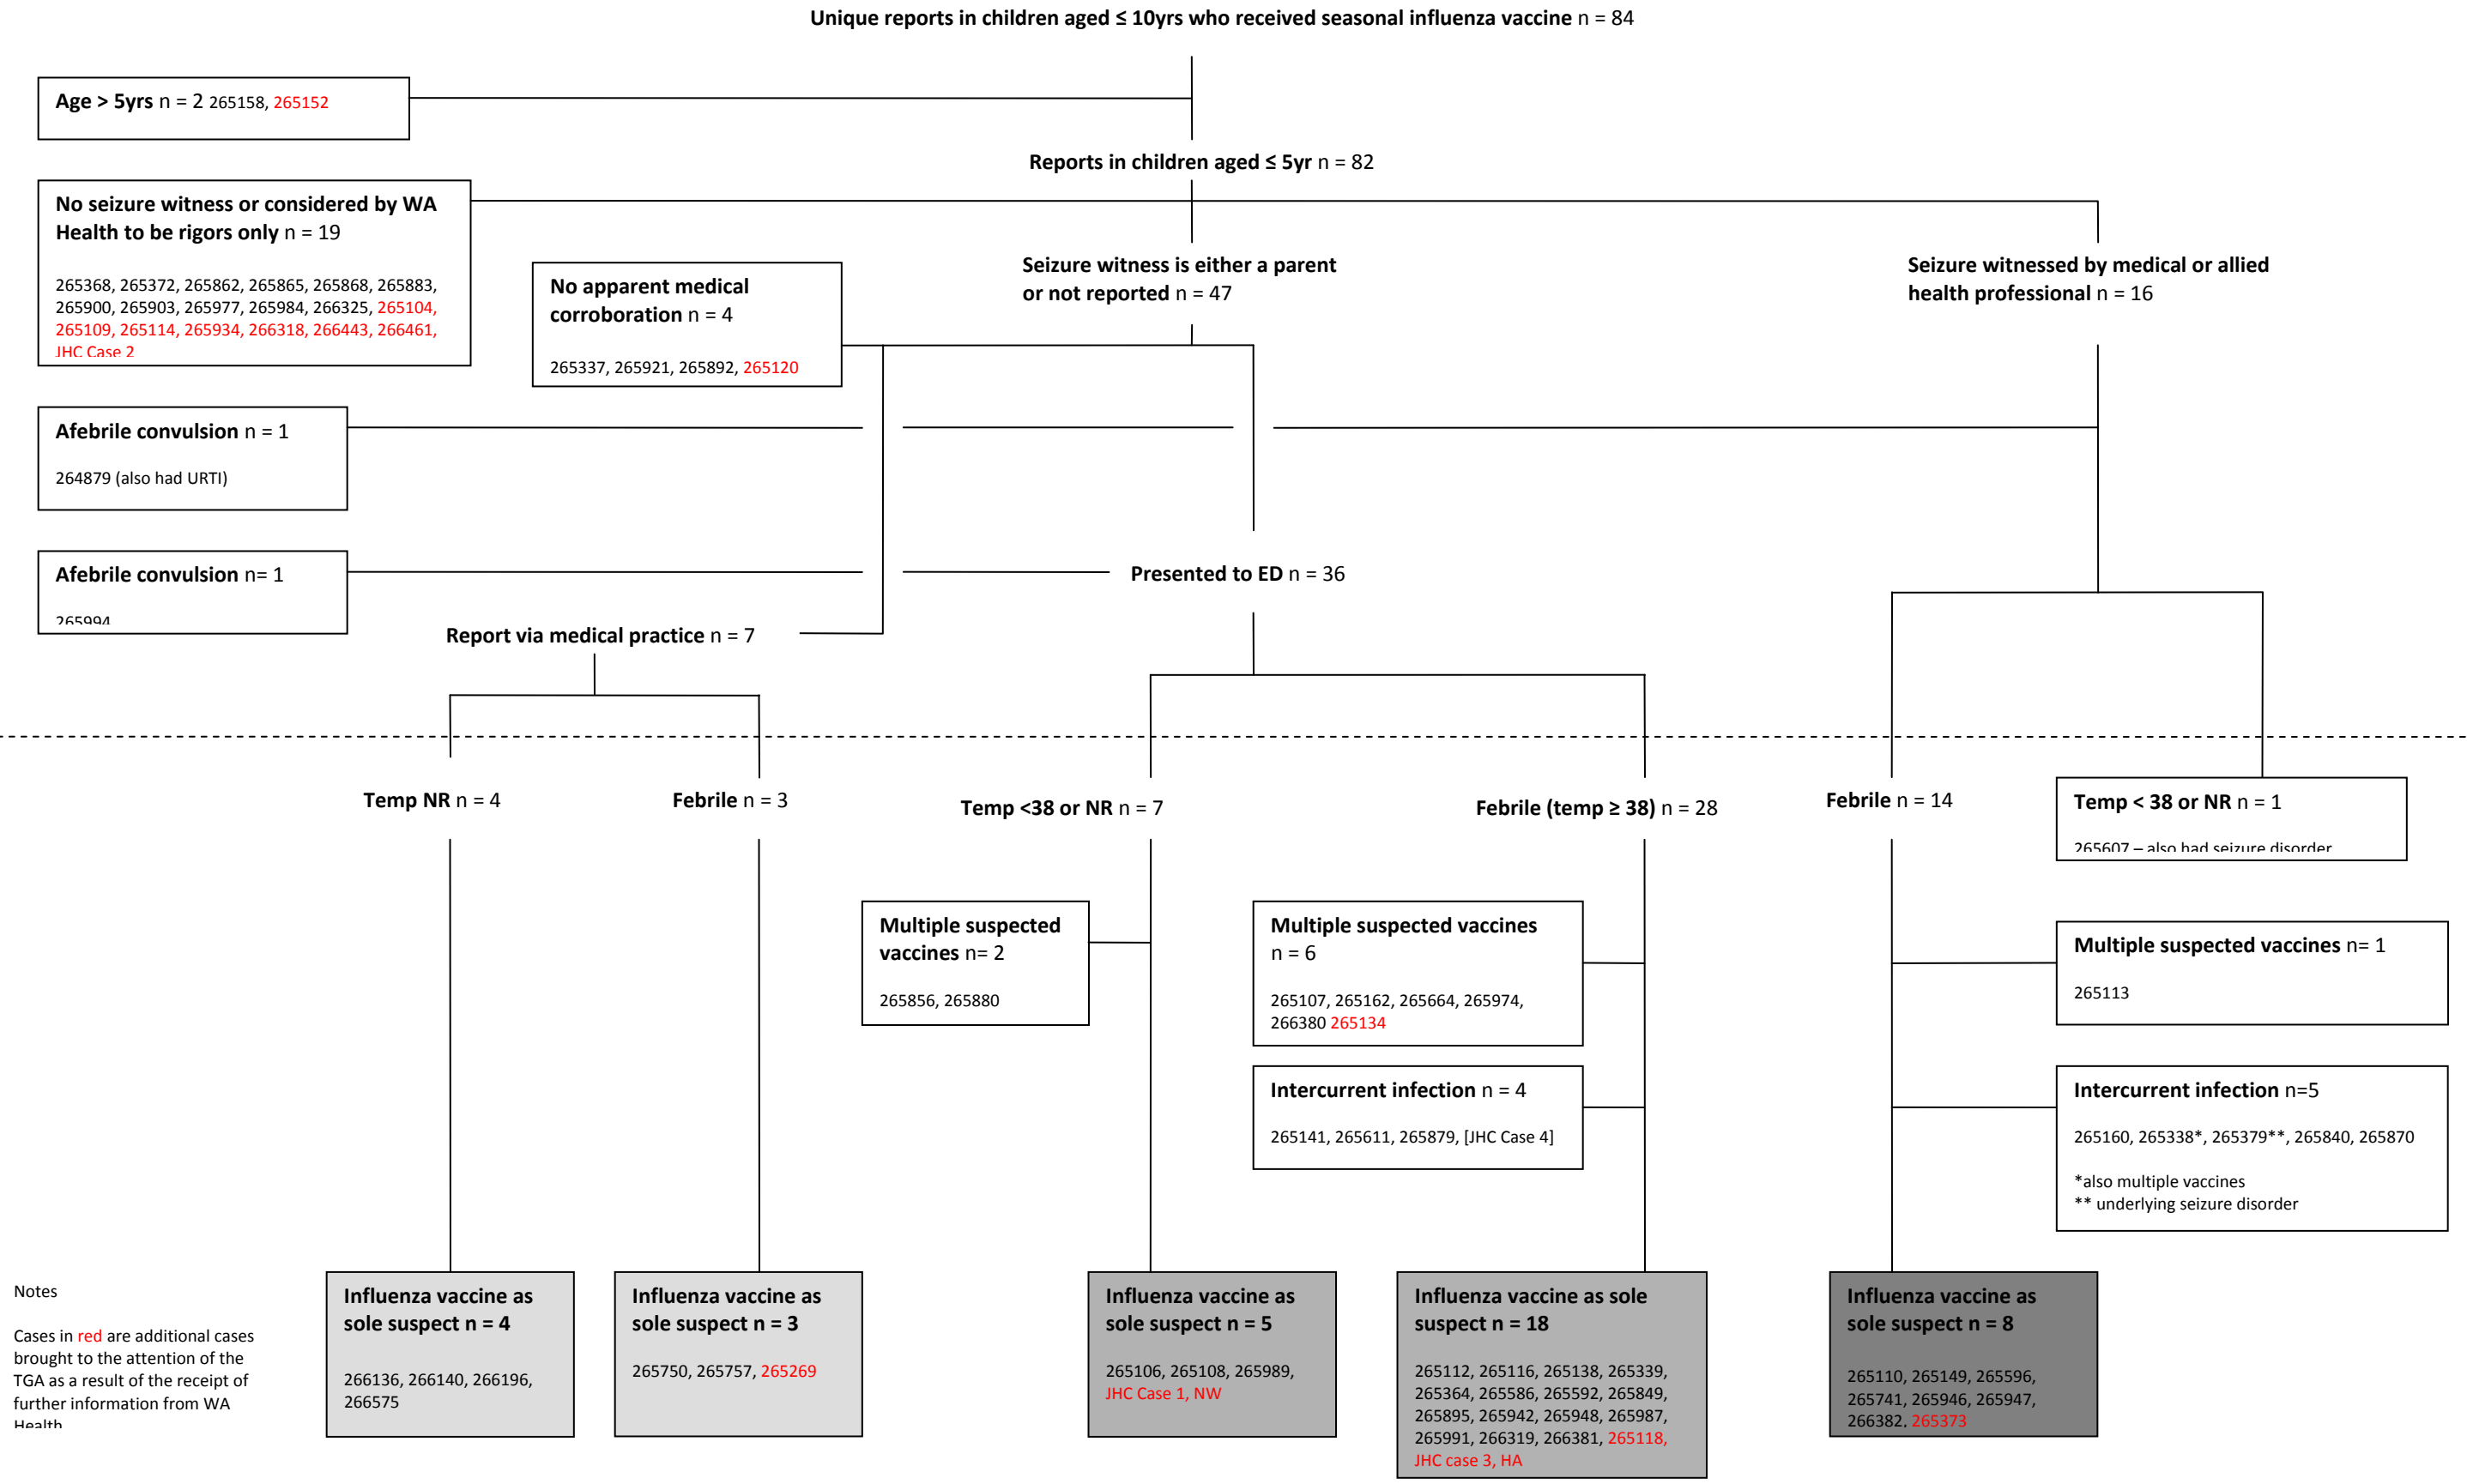 Unique reports in children aged ≤ 10yrs who received seasonal influenza vaccine n = 84
Age > 5yrs n = 2 265158, 265152
Reports in children aged ≤ 5yr n = 82
No seizure witness or considered by WA
Health to be rigors only n = 19
265368, 265372, 265862, 265865, 265868, 265883,
265900, 265903, 265977, 265984, 266325, 265104,
265109, 265114, 265934, 266318, 266443, 266461,
JHC Case 2
No apparent medical
corroboration n = 4
265337, 265921, 265892, 265120
Seizure witness is either a parent
or not reported n = 47
Seizure witnessed by medical or allied
health professional n = 16
Afebrile convulsion n = 1
264879 (also had URTI)
Afebrile convulsion n= 1
265994
Presented to ED n = 36
Report via medical practice n = 7
Temp NR n = 4
Febrile n = 3
Temp <38 or NR n = 7
Febrile (temp ≥ 38) n = 28
Febrile n = 14
Temp < 38 or NR n = 1
265607 – also had seizure disorder
Multiple suspected
vaccines n= 2
265856, 265880
Multiple suspected vaccines
n = 6
265107, 265162, 265664, 265974,
266380 265134
Multiple suspected vaccines n= 1
265113
Intercurrent infection n = 4
265141, 265611, 265879, [JHC Case 4]
Intercurrent infection n=5
265160, 265338*, 265379**, 265840, 265870
*also multiple vaccines
** underlying seizure disorder
Notes
Cases in red are additional cases
brought to the attention of the
TGA as a result of the receipt of
further information from WA
Health
Influenza vaccine as
sole suspect n = 4
266136, 266140, 266196,
266575
Influenza vaccine as
sole suspect n = 3
265750, 265757, 265269
Influenza vaccine as
sole suspect n = 5
265106, 265108, 265989,
JHC Case 1, NW
Influenza vaccine as sole
suspect n = 18
265112, 265116, 265138, 265339,
265364, 265586, 265592, 265849,
265895, 265942, 265948, 265987,
265991, 266319, 266381, 265118,
JHC case 3, HA
Influenza vaccine as
sole suspect n = 8
265110, 265149, 265596,
265741, 265946, 265947,
266382, 265373